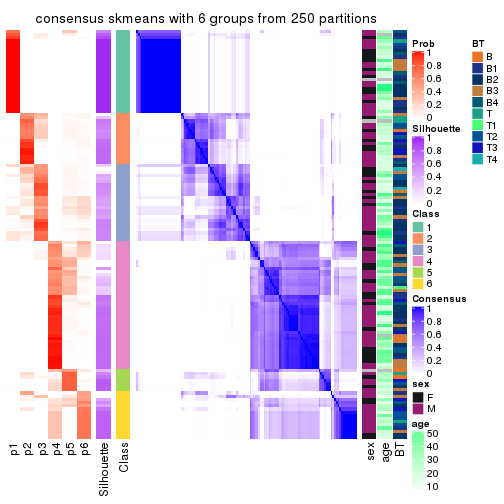 consensus skmeans with 6 groups from 250 partitions
Prob
1
0.8
0.6
0.4
0.2
0
Silhouette
1
0.8
0.6
0.4
0.2
0
Class
1
2
3
4
5
6
Consensus
1
0.8
0.6
0.4
0.2
0
sex
F
M
age
50
40
30
20
10
BT
B
B1
B2
B3
B4
T
T1
T2
T3
T4
p1
p2
p3
p4
p5
p6
Silhouette
Class
sex
age
BT